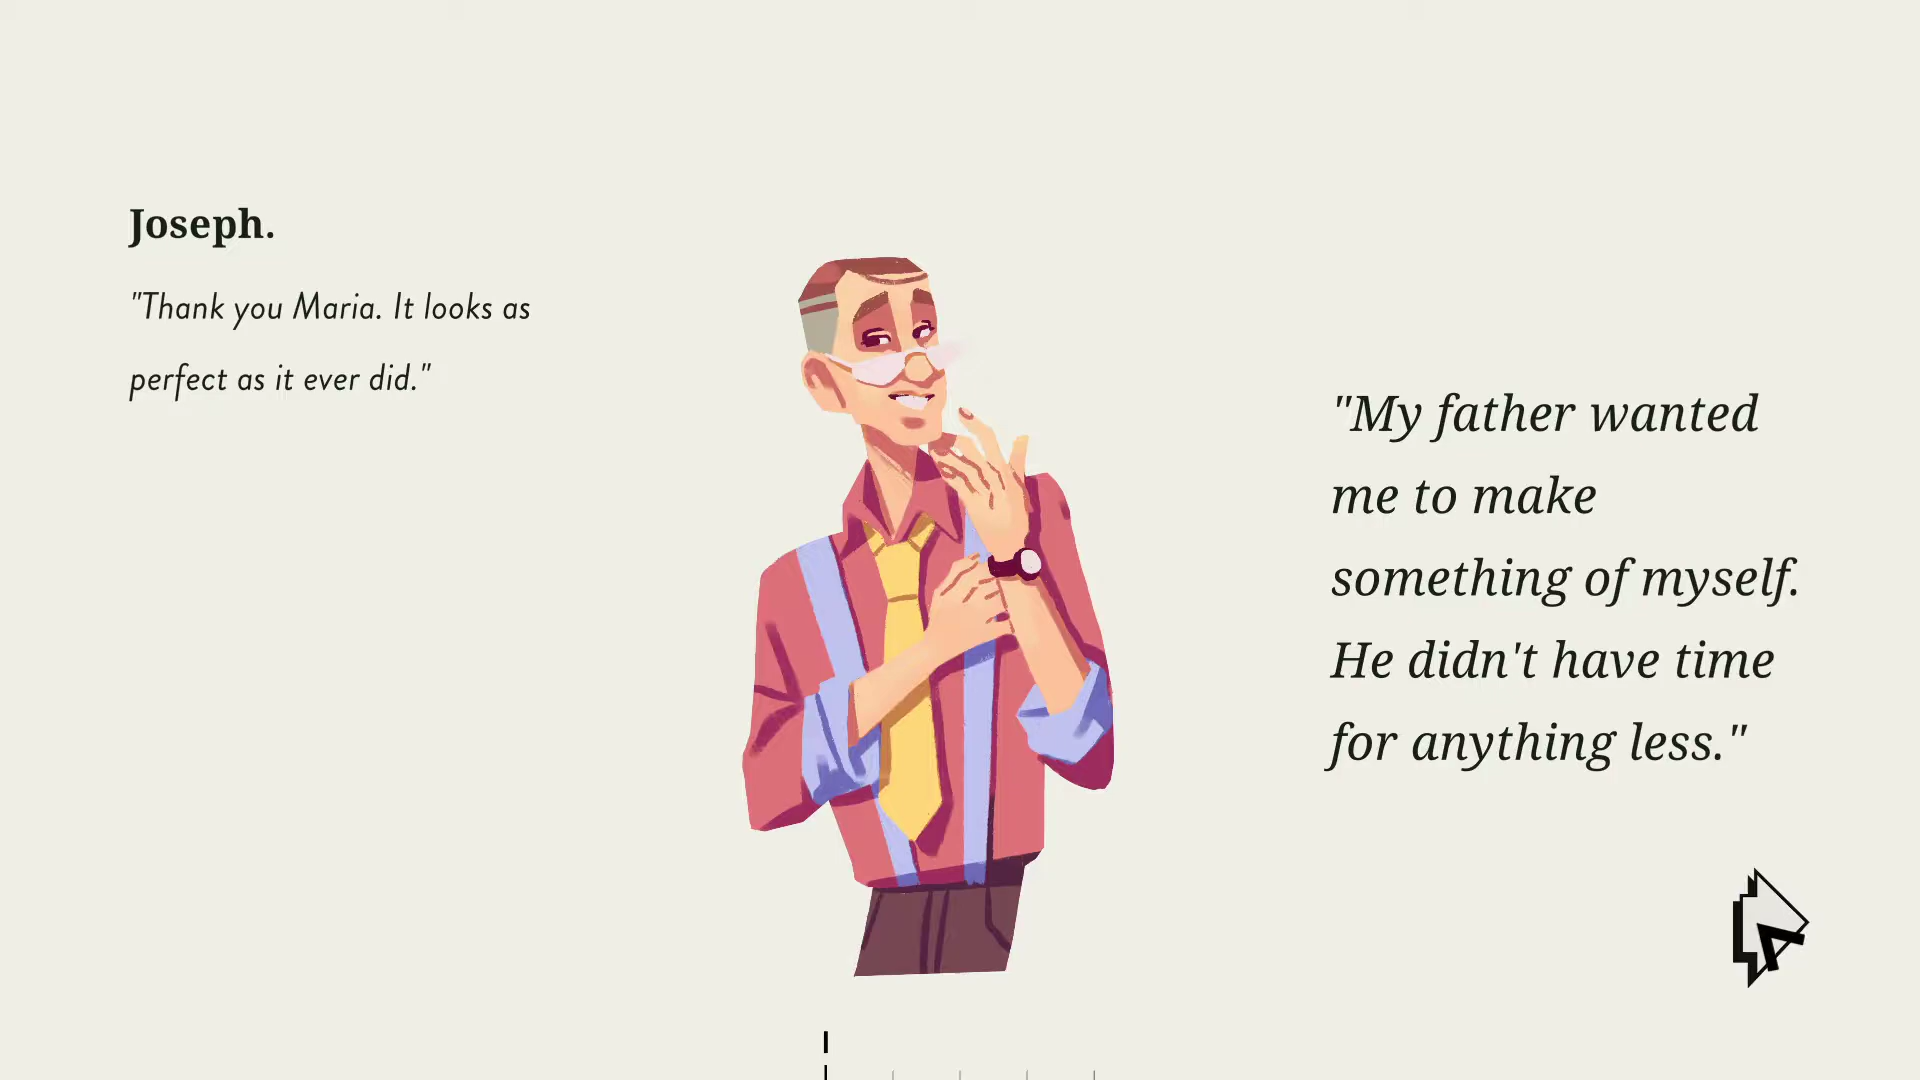 Joseph.
"Thank you Maria. It looks as
perfect as it ever did."
"My father wanted
me to make
something of myself.
He didn't have time
for anything less."